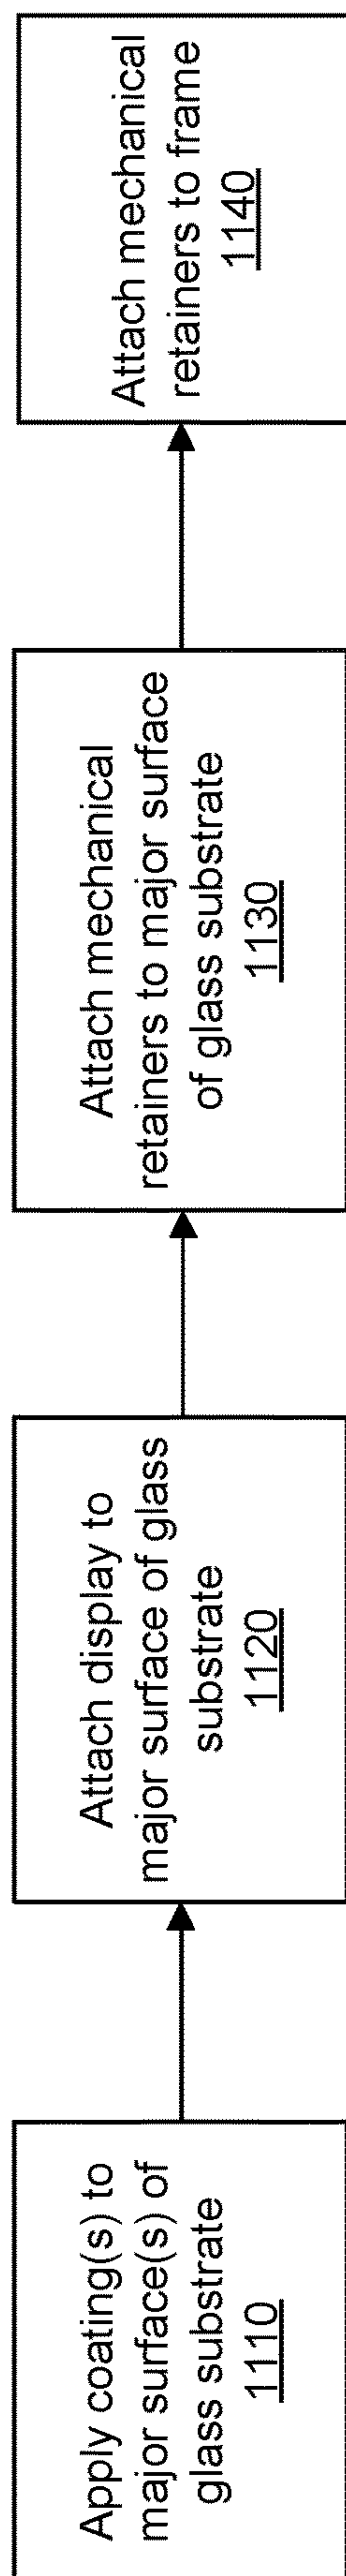 Apply coating(s) to
major surface(s) of
glass substrate
1110
Attach display to
major surface of glass
substrate
1120
Attach mechanical
retainers to major surface
of glass substrate
1130
Attach mechanical
retainers to frame
1140